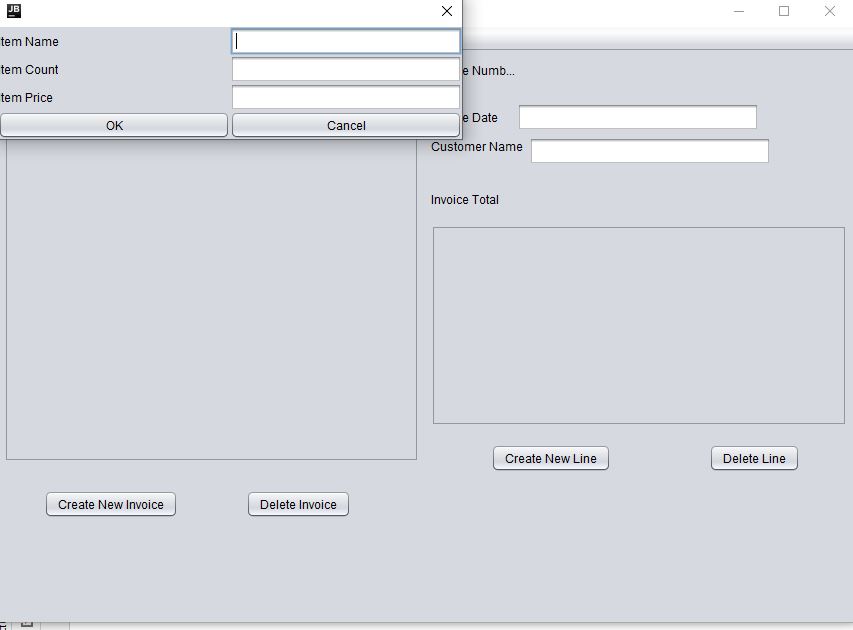 JB
tem Name
tem Count
tem Price
OK
Cancel
e Numb...
e Date
Customer Name
Invoice Total
Create New Line
Delete Line
Create New Invoice
Delete Invoice